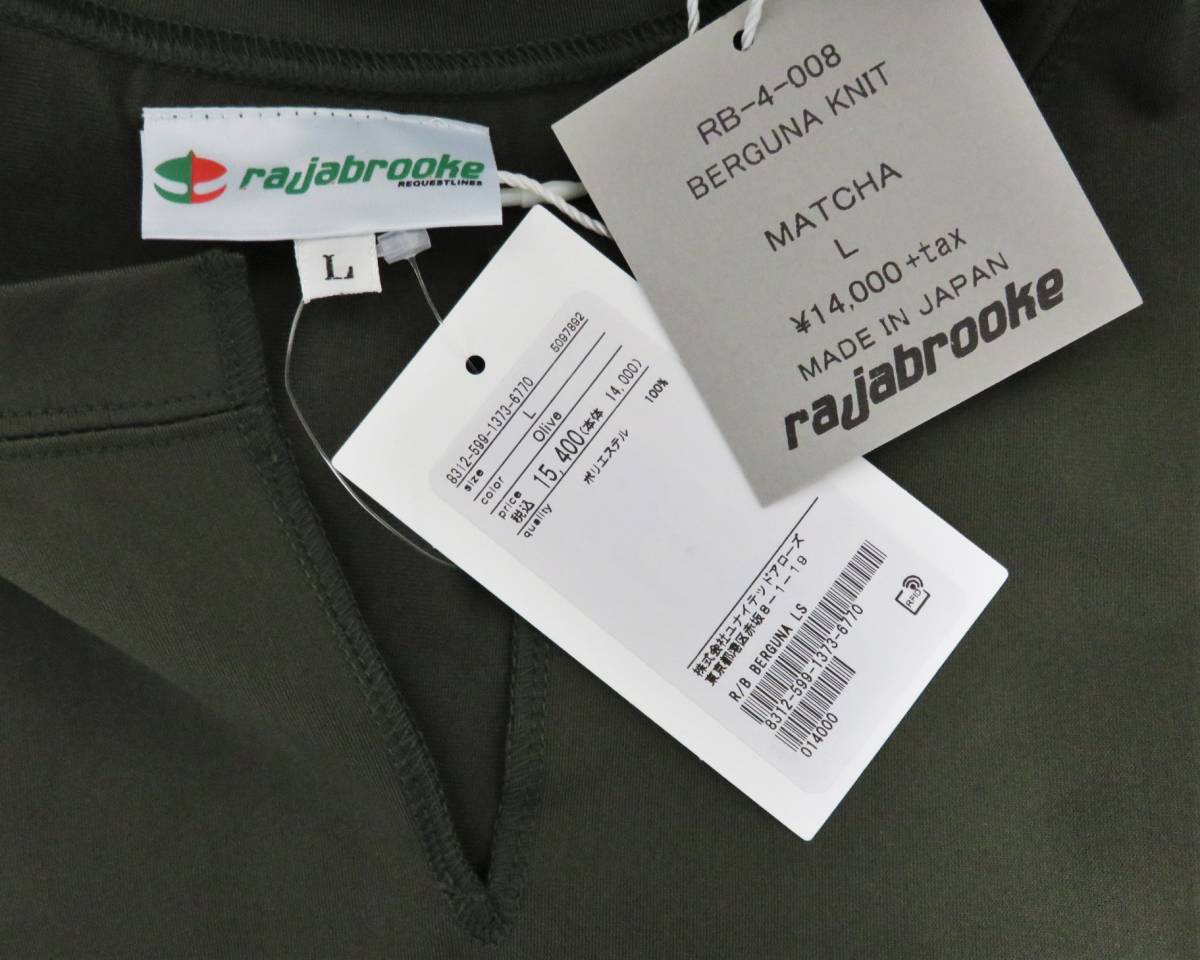 rajabrooke
REQUESTLINES
L
RB-4-008
BERGUNA KNIT
MATCHA
L
¥14,000+tax
MADE IN JAPAN
rajabrooke
8312-599-1373-6770 5097892
size L
color Olive
price
税込 15,400(本体 14,000)
quality
ポリエステル 100%
株式会社ユナイテッドアローズ
東京都港区赤坂8-1-19
R/B BERGUNA LS
8312-599-1373-6770
014000
RFID